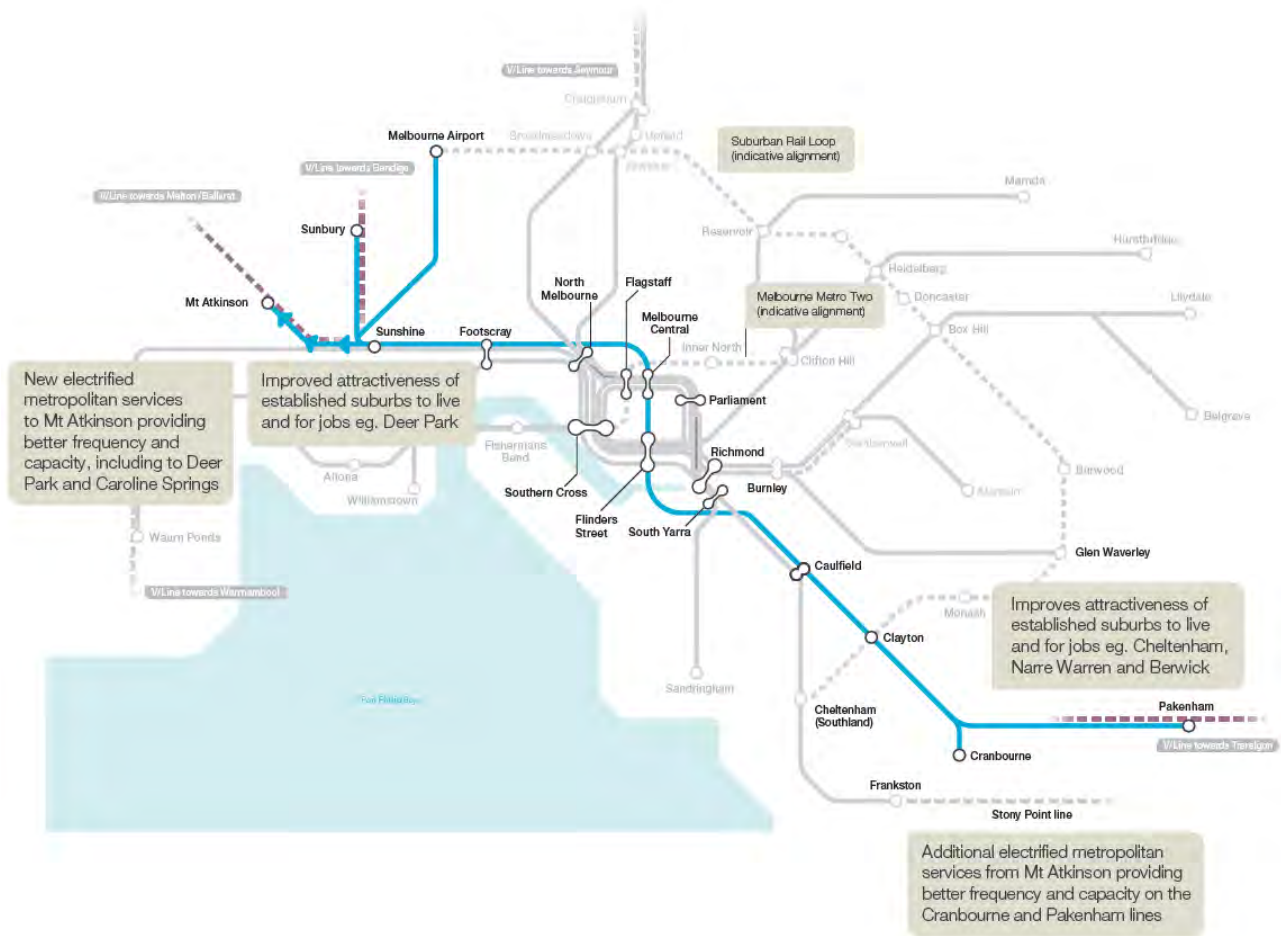 V/Line towards Seymour
Craigieburn
Melbourne Airport
Broadmeadows
Upfield
Suburban Rail Loop
(indicative alignment)
V/Line towards Bendigo
V/Line towards Melton/Ballarat
Mernda
Sunbury
Reservoir
Hurstbridge
Heidelberg
North
Melbourne
Flagstaff
Mt Atkinson
Melbourne Metro Two
(indicative alignment)
Doncaster
Lilydale
Melbourne
Central
Sunshine
Footscray
Box Hill
Inner North
Clifton Hill
New electrified
metropolitan services
to Mt Atkinson providing
better frequency and
capacity, including to Deer
Park and Caroline Springs
Improved attractiveness of
established suburbs to live
and for jobs eg. Deer Park
Parliament
Belgrave
Camberwell
Fishermans
Bend
Richmond
Altona
Burwood
Williamstown
Southern Cross
Burnley
Alamein
Flinders
Street
South Yarra
Waurn Ponds
Glen Waverley
Caulfield
V/Line towards Warrnambool
Monash
Improves attractiveness of
established suburbs to live
and for jobs eg. Cheltenham,
Narre Warren and Berwick
Clayton
Sandringham
Port Phillip Bay
Cheltenham
(Southland)
Pakenham
V/Line towards Traralgon
Cranbourne
Frankston
Stony Point line
Additional electrified metropolitan
services from Mt Atkinson providing
better frequency and capacity on the
Cranbourne and Pakenham lines